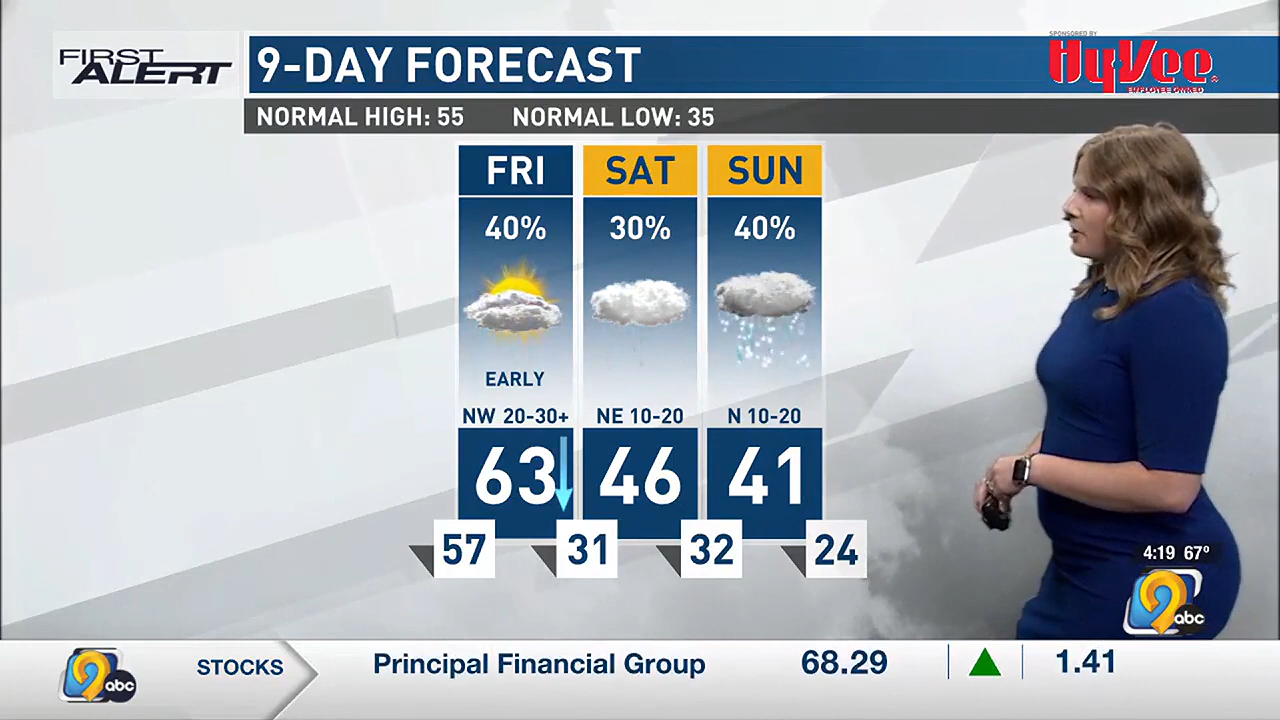 FIRST
ALERT
9-DAY FORECAST
SPONSORED BY
HyVee
EMPLOYEE OWNED
NORMAL HIGH: 55 NORMAL LOW: 35
FRI SAT SUN
40% 30% 40%
EARLY
NW 20-30+ NE 10-20 N 10-20
63 46 41
57 31 32 24
4:19 67º
9 abc
9 abc STOCKS Principal Financial Group 68.29 1.41